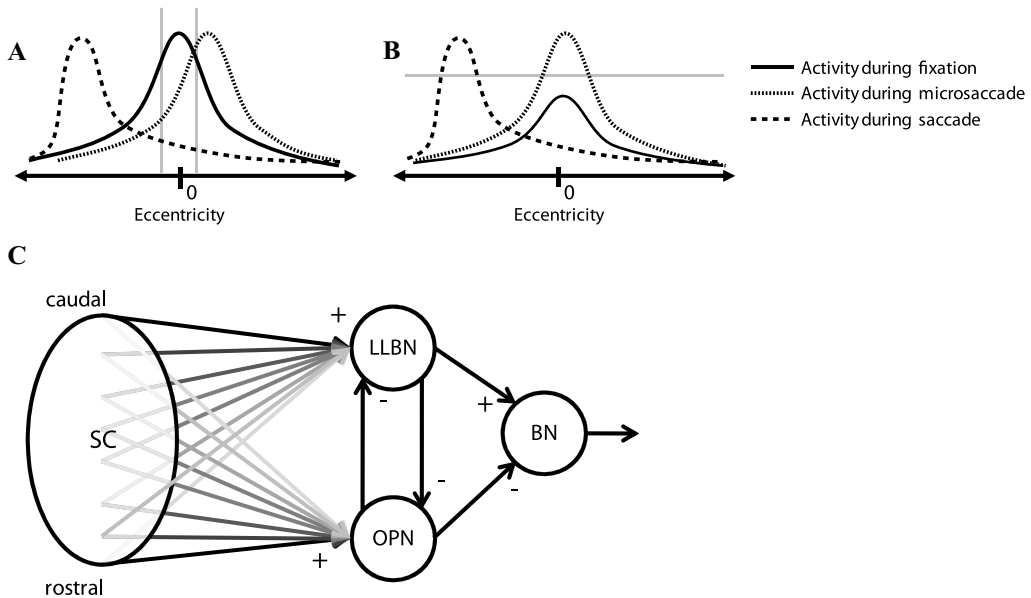 A
B
Activity during fixation
Activity during microsaccade
Activity during saccade
0
0
Eccentricity
Eccentricity
C
caudal
+
LLBN
-
+
SC
BN
-
-
OPN
+
rostral